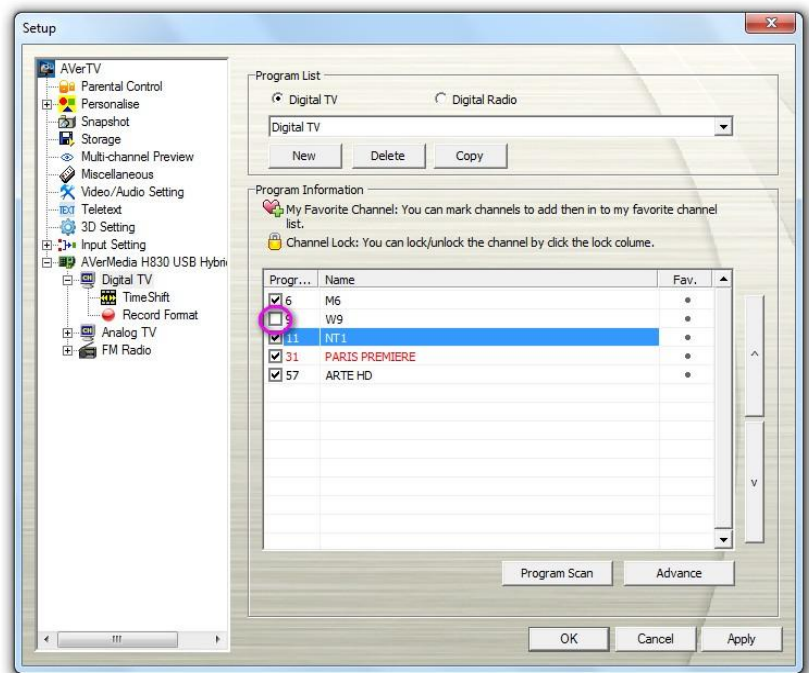 Setup
AVerTV
Parental Control
Personalise
Snapshot
Storage
Multi-channel Preview
Miscellaneous
Video/Audio Setting
TEXT Teletext
3D Setting
Input Setting
AVerMedia H830 USB Hybri
Digital TV
TimeShift
Record Format
Analog TV
FM Radio
Program List
Digital TV
Digital Radio
Digital TV
New
Delete
Copy
Program Information
My Favorite Channel: You can mark channels to add then in to my favorite channel
list.
Channel Lock: You can lock/unlock the channel by click the lock colume.
Progr... Name Fav.
6 M6
9 W9
11 NT1
31 PARIS PREMIERE
57 ARTE HD
Program Scan
Advance
OK
Cancel
Apply